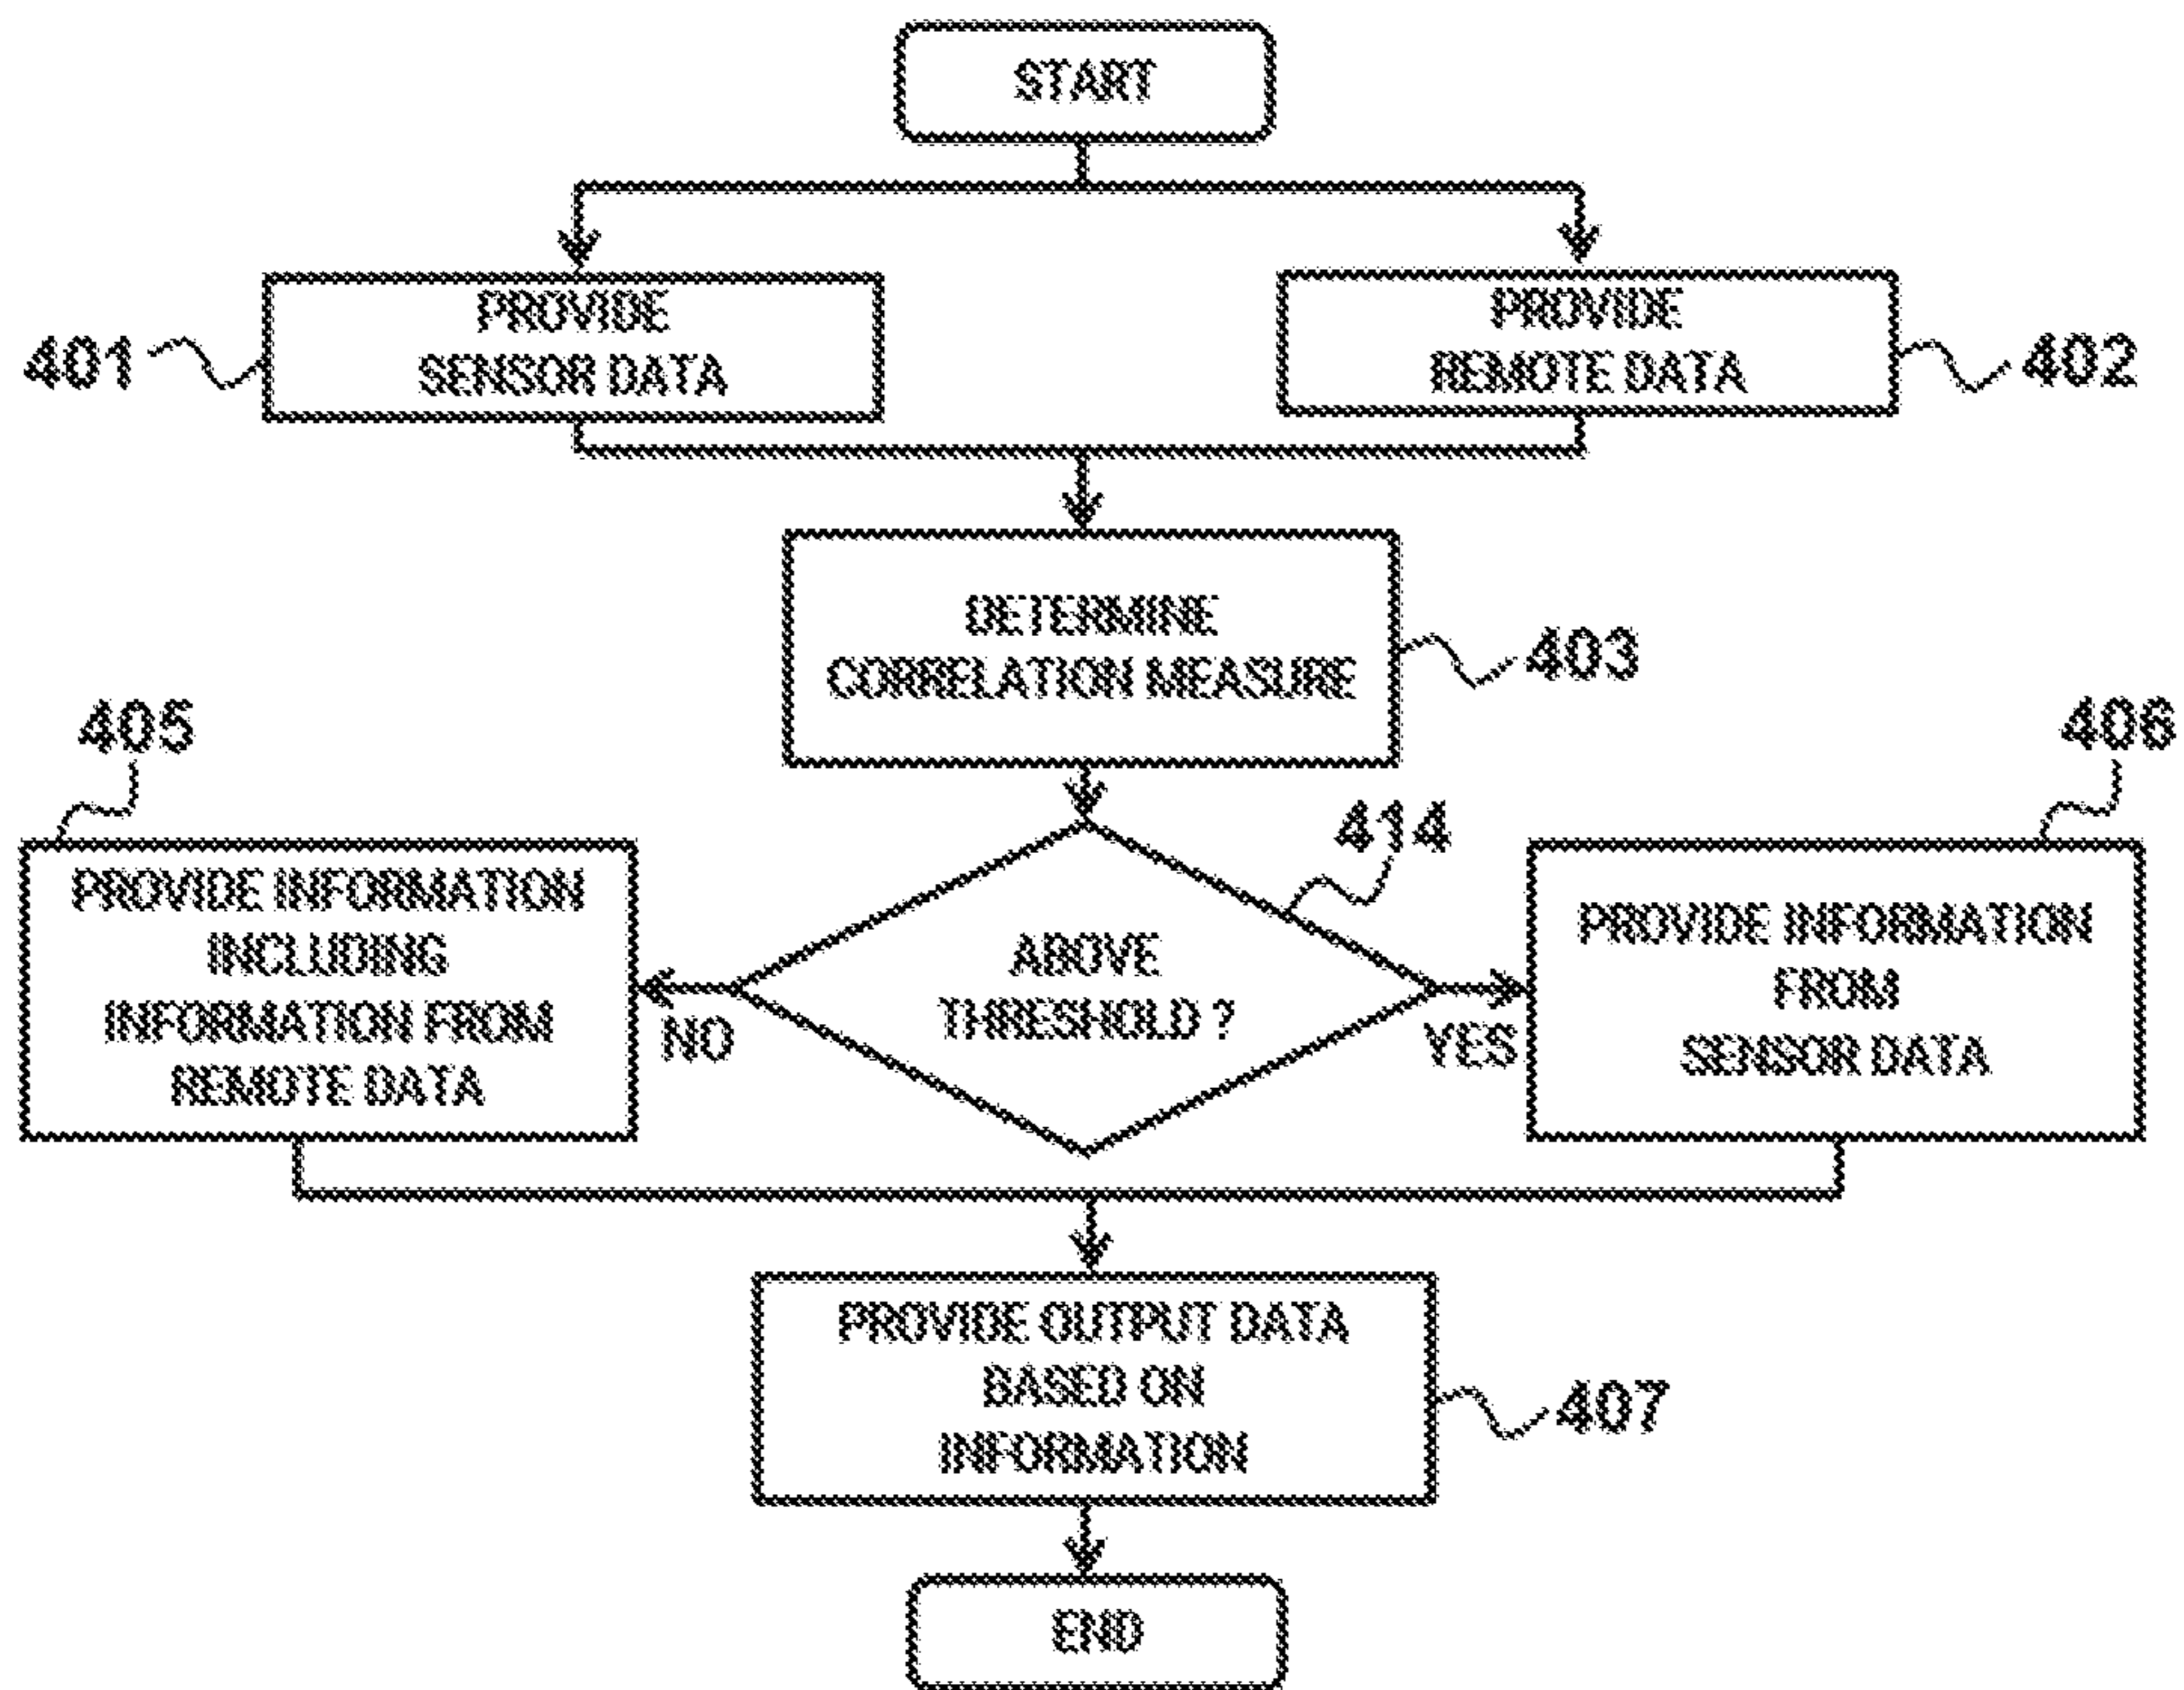 START
PROVIDE
SENSOR DATA
401
PROVIDE
REMOTE DATA
402
DETERMINE
CORRELATION MEASURE
403
405
PROVIDE INFORMATION
INCLUDING
INFORMATION FROM
REMOTE DATA
414
ABOVE
THRESHOLD ?
NO
YES
406
PROVIDE INFORMATION
FROM
SENSOR DATA
PROVIDE OUTPUT DATA
BASED ON
INFORMATION
407
END